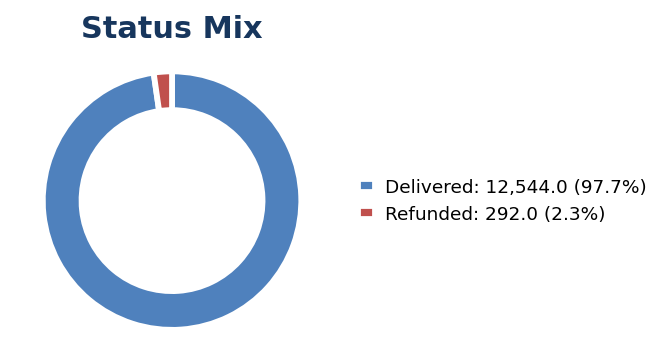 Status Mix
Delivered: 12,544.0 (97.7%)
Refunded: 292.0 (2.3%)